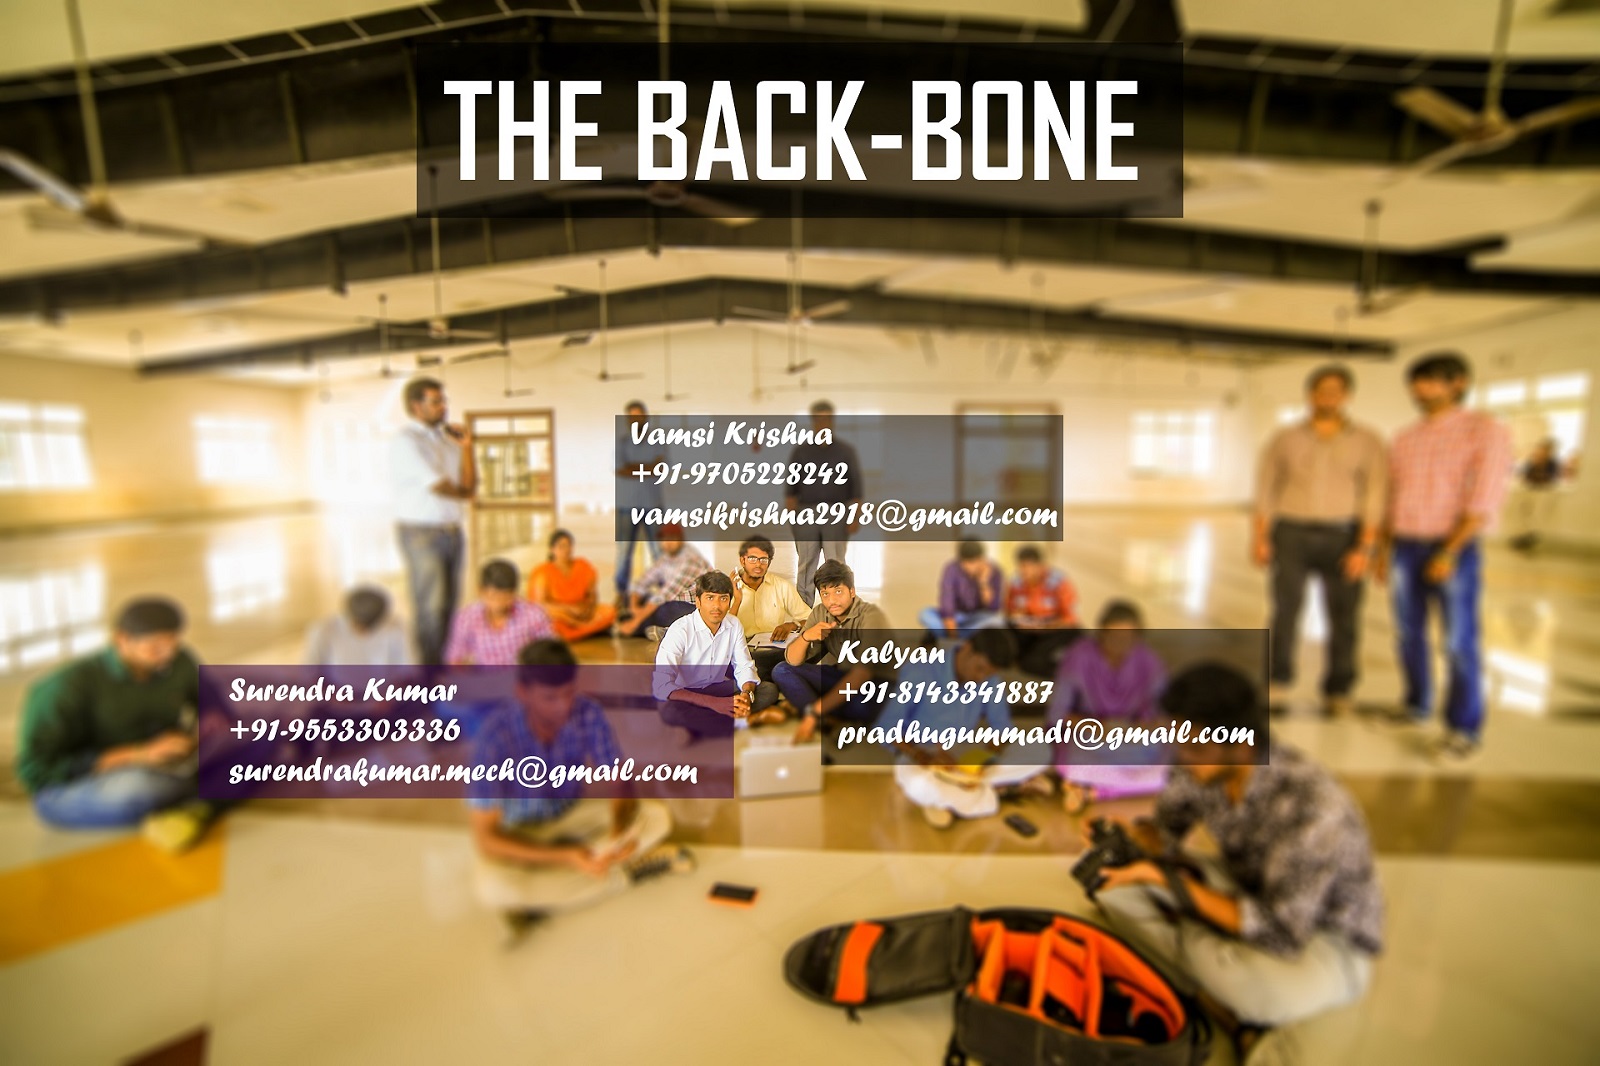 THE BACK-BONE
Vamsi Krishna
+91-9705228242
vamsikrishna2918@gmail.com
Kalyan
+91-8143341887
pradhugummadi@gmail.com
Surendra Kumar
+91-9553303336
surendrakumar.mech@gmail.com